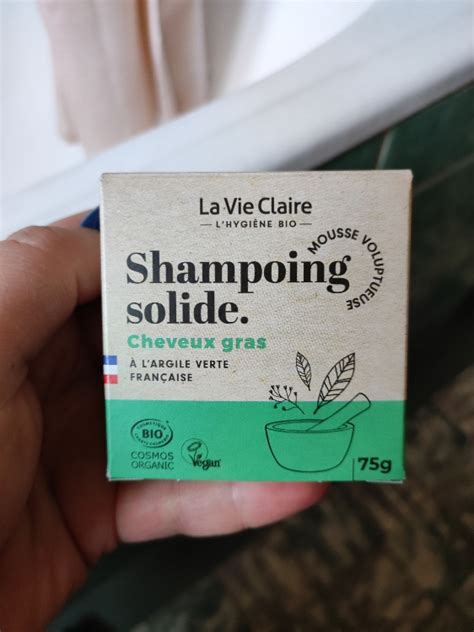 La Vie Claire
L'HYGIÈNE BIO
MOUSSE VOLUPTUEUSE
Shampoing
solide.
Cheveux gras
À L'ARGILE VERTE
FRANÇAISE
BIO
COSMOS
ORGANIC
Vegan
75g